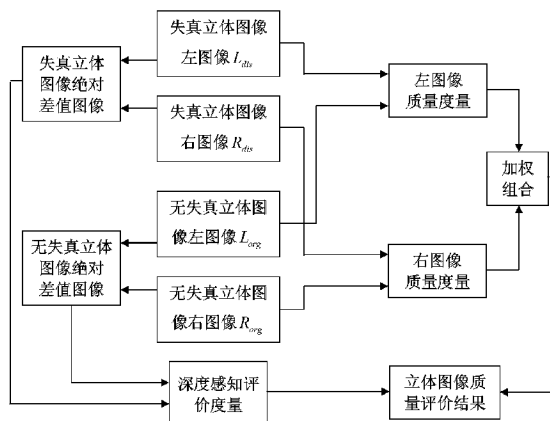 失真立体图像
左图像 L_dis
失真立体
图像绝对
差值图像
左图像
质量度量
失真立体图像
右图像 R_dis
加权
组合
无失真立体图
像左图像 L_org
无失真立体
图像绝对
差值图像
右图像
质量度量
无失真立体图
像右图像 R_org
深度感知评
价度量
立体图像质
量评价结果